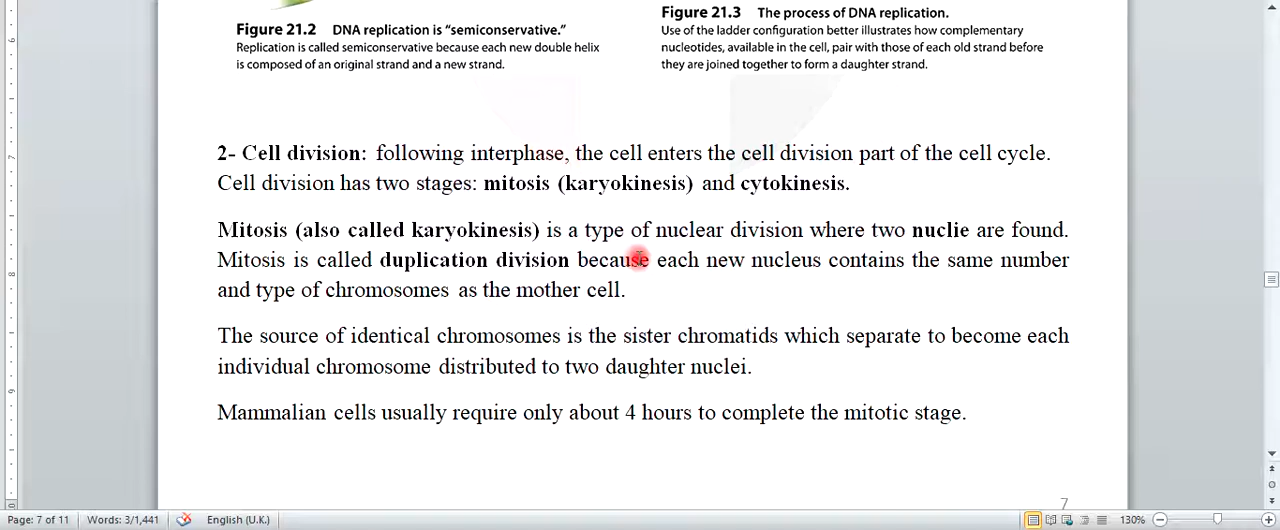 Figure 21.2 DNA replication is “semiconservative.”
Replication is called semiconservative because each new double helix
is composed of an original strand and a new strand.
Figure 21.3 The process of DNA replication.
Use of the ladder configuration better illustrates how complementary
nucleotides, available in the cell, pair with those of each old strand before
they are joined together to form a daughter strand.
2- Cell division: following interphase, the cell enters the cell division part of the cell cycle.
Cell division has two stages: mitosis (karyokinesis) and cytokinesis.
Mitosis (also called karyokinesis) is a type of nuclear division where two nuclie are found.
Mitosis is called duplication division because each new nucleus contains the same number
and type of chromosomes as the mother cell.
The source of identical chromosomes is the sister chromatids which separate to become each
individual chromosome distributed to two daughter nuclei.
Mammalian cells usually require only about 4 hours to complete the mitotic stage.
7
Page: 7 of 11 Words: 3/1,441 English (U.K.) 130%